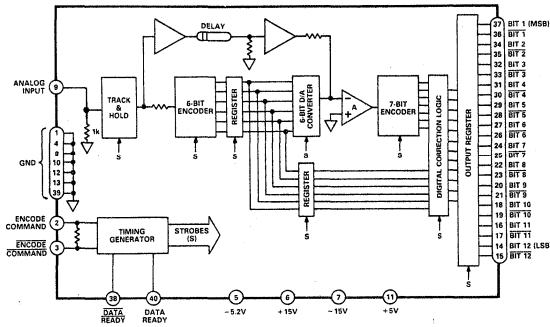 DELAY
ANALOG INPUT 9
TRACK & HOLD
1k
6-BIT ENCODER
REGISTER
6-BIT D/A CONVERTER
A
7-BIT ENCODER
DIGITAL CORRECTION LOGIC
OUTPUT REGISTER
REGISTER
S
S
S
S
S
S
S
GND
1
4
8
10
12
13
39
ENCODE COMMAND 2
ENCODE COMMAND 3
TIMING GENERATOR
STROBES (S)
38 DATA READY
40 DATA READY
5 −5.2V
6 +15V
7 −15V
11 +5V
37 BIT 1 (MSB)
36 BIT 1
34 BIT 2
35 BIT 2
32 BIT 3
33 BIT 3
31 BIT 4
30 BIT 4
29 BIT 5
28 BIT 5
27 BIT 6
26 BIT 6
24 BIT 7
25 BIT 7
22 BIT 8
23 BIT 8
20 BIT 9
21 BIT 9
18 BIT 10
19 BIT 10
16 BIT 11
17 BIT 11
14 BIT 12 (LSB
15 BIT 12